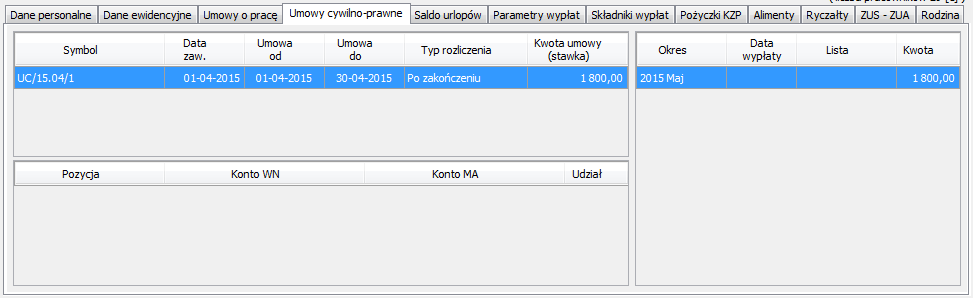 Dane personalne Dane ewidencyjne Umowy o pracę Umowy cywilno-prawne Saldo urlopów Parametry wypłat Składniki wypłat Pożyczki KZP Alimenty Ryczałty ZUS - ZUA Rodzina
Symbol Data zaw. Umowa od Umowa do Typ rozliczenia Kwota umowy (stawka)
UC/15.04/1 01-04-2015 01-04-2015 30-04-2015 Po zakończeniu 1 800,00
Pozycja Konto WN Konto MA Udział
Okres Data wypłaty Lista Kwota
2015 Maj 1 800,00